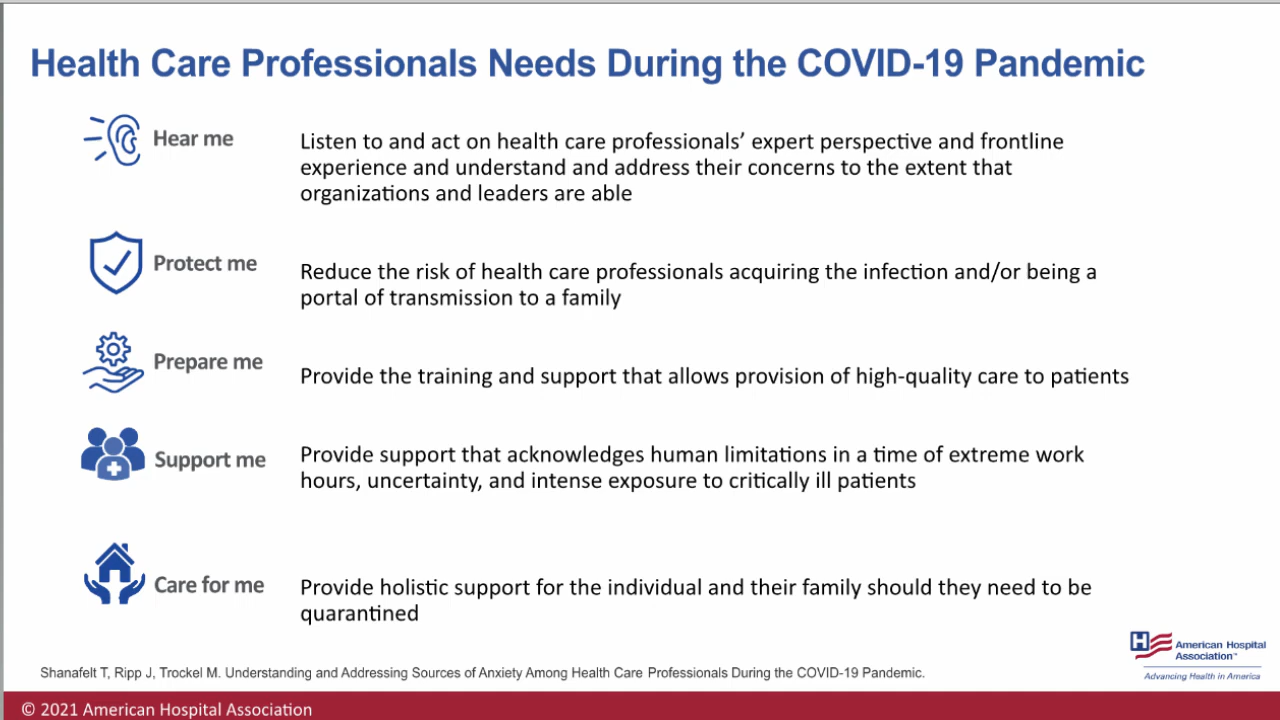 Health Care Professionals Needs During the COVID-19 Pandemic
Hear me
Listen to and act on health care professionals’ expert perspective and frontline
experience and understand and address their concerns to the extent that
organizations and leaders are able
Protect me
Reduce the risk of health care professionals acquiring the infection and/or being a
portal of transmission to a family
Prepare me
Provide the training and support that allows provision of high-quality care to patients
Support me
Provide support that acknowledges human limitations in a time of extreme work
hours, uncertainty, and intense exposure to critically ill patients
Care for me
Provide holistic support for the individual and their family should they need to be
quarantined
H American Hospital
Association™
Advancing Health in America
Shanafelt T, Ripp J, Trockel M. Understanding and Addressing Sources of Anxiety Among Health Care Professionals During the COVID-19 Pandemic.
© 2021 American Hospital Association